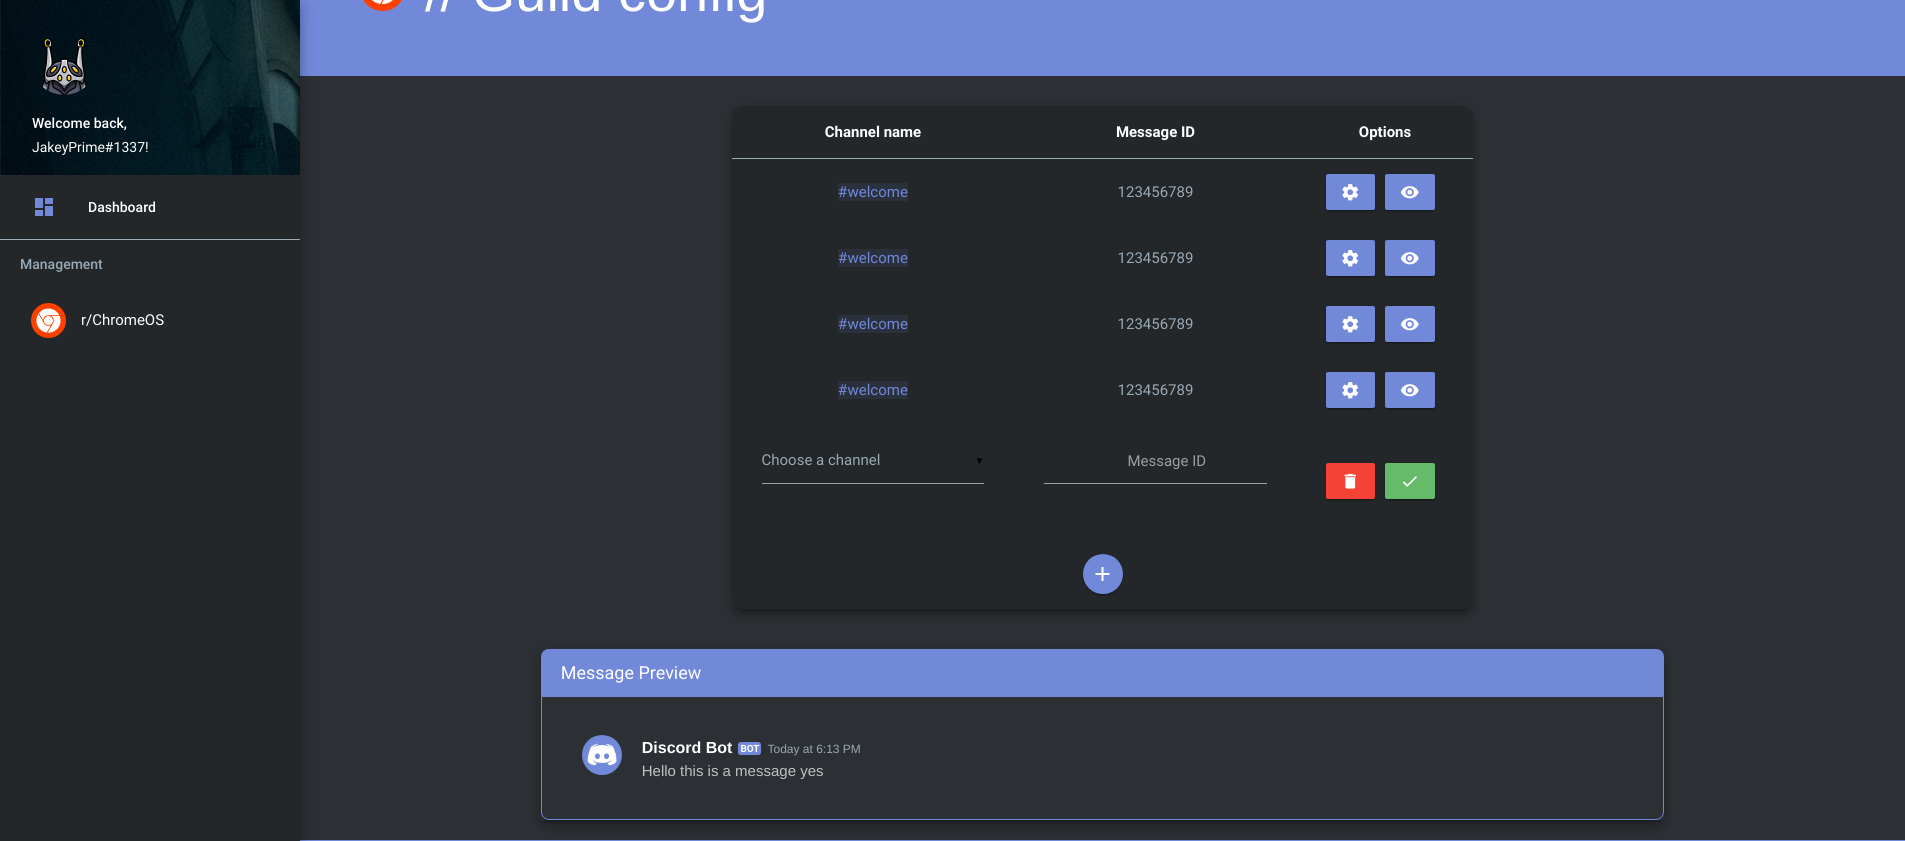 // Guild config
Welcome back,
JakeyPrime#1337!
Dashboard
Management
r/ChromeOS
Channel name Message ID Options
#welcome 123456789
#welcome 123456789
#welcome 123456789
#welcome 123456789
Choose a channel Message ID
Message Preview
Discord Bot BOT Today at 6:13 PM
Hello this is a message yes